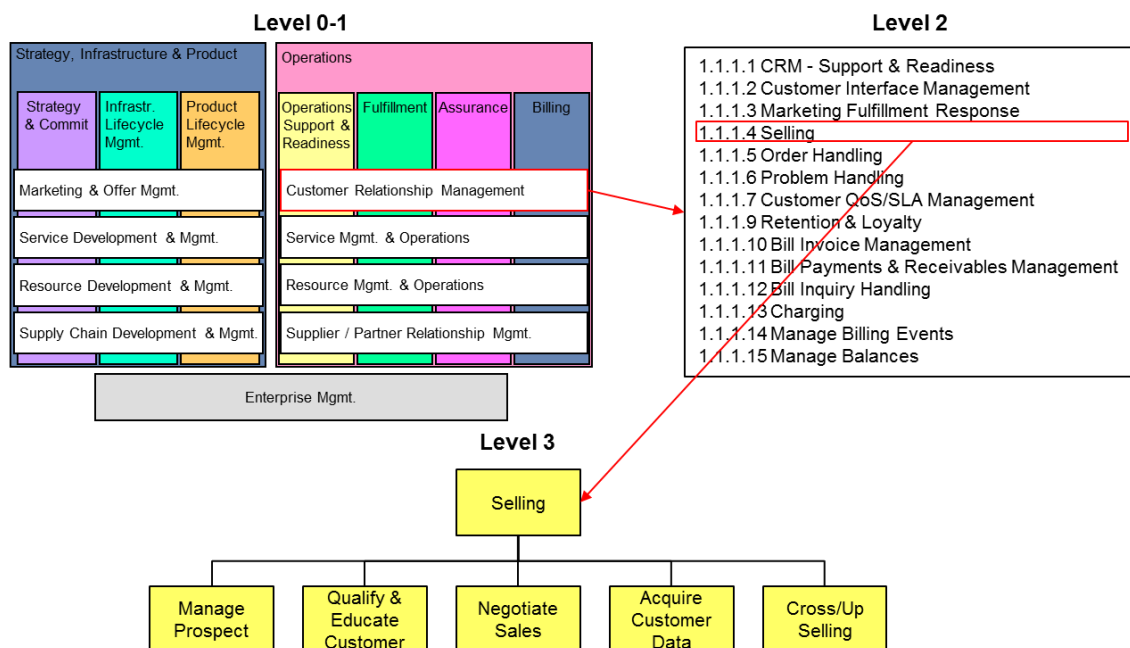 Level 0-1
Strategy, Infrastructure & Product
Strategy
& Commit
Infrastr.
Lifecycle
Mgmt.
Product
Lifecycle
Mgmt.
Marketing & Offer Mgmt.
Service Development & Mgmt.
Resource Development & Mgmt.
Supply Chain Development & Mgmt.
Operations
Operations
Support &
Readiness
Fulfillment
Assurance
Billing
Customer Relationship Management
Service Mgmt. & Operations
Resource Mgmt. & Operations
Supplier / Partner Relationship Mgmt.
Enterprise Mgmt.
Level 2
1.1.1.1 CRM - Support & Readiness
1.1.1.2 Customer Interface Management
1.1.1.3 Marketing Fulfillment Response
1.1.1.4 Selling
1.1.1.5 Order Handling
1.1.1.6 Problem Handling
1.1.1.7 Customer QoS/SLA Management
1.1.1.9 Retention & Loyalty
1.1.1.10 Bill Invoice Management
1.1.1.11 Bill Payments & Receivables Management
1.1.1.12 Bill Inquiry Handling
1.1.1.13 Charging
1.1.1.14 Manage Billing Events
1.1.1.15 Manage Balances
Level 3
Selling
Manage
Prospect
Qualify &
Educate
Customer
Negotiate
Sales
Acquire
Customer
Data
Cross/Up
Selling